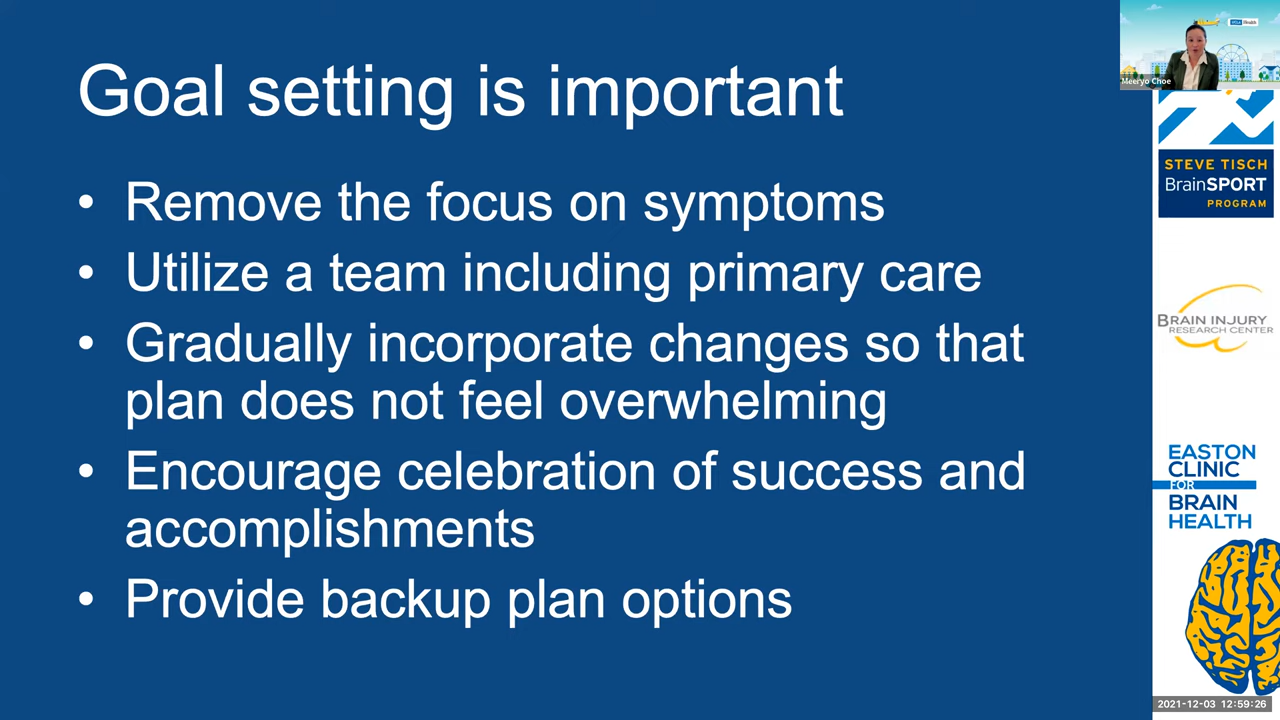 Goal setting is important
• Remove the focus on symptoms
• Utilize a team including primary care
• Gradually incorporate changes so that
plan does not feel overwhelming
• Encourage celebration of success and
accomplishments
• Provide backup plan options
Health
Meeryo Choe
STEVE TISCH
BrainSPORT
PROGRAM
BRAIN INJURY
RESEARCH CENTER
EASTON
CLINIC
FOR
BRAIN
HEALTH
2021-12-03 12:59:26